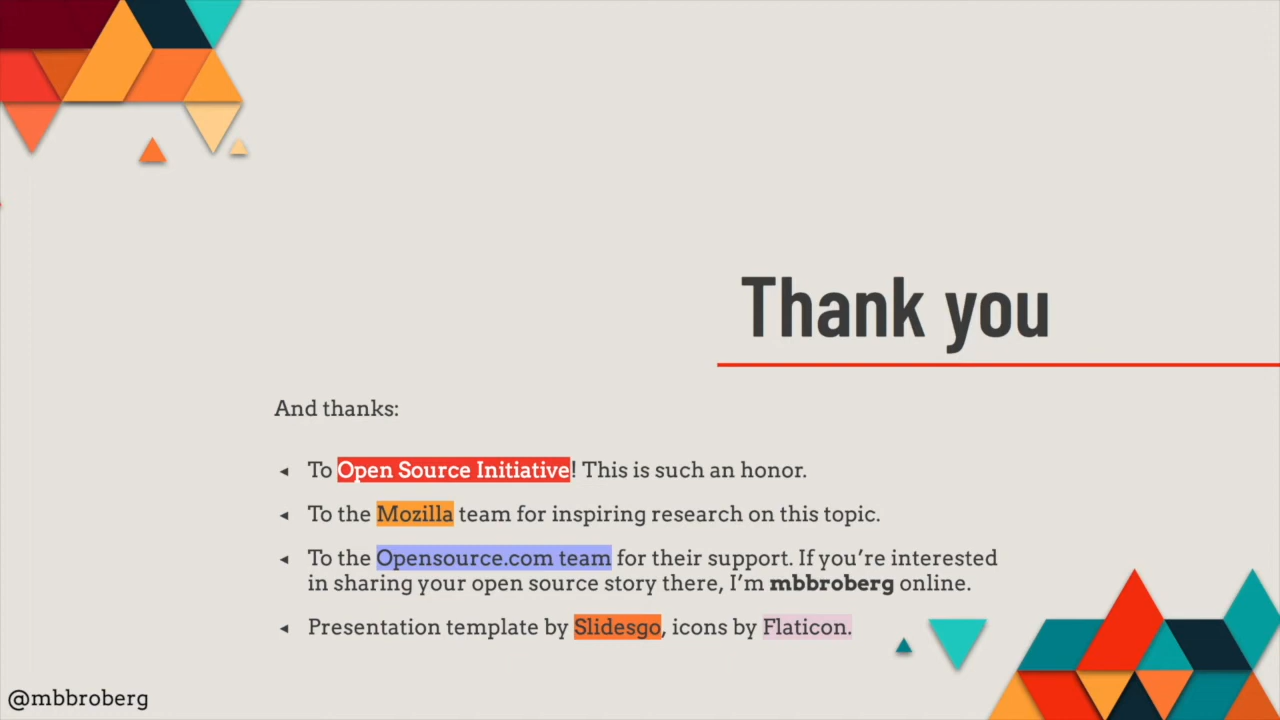 Thank you
And thanks:
◂ To Open Source Initiative! This is such an honor.
◂ To the Mozilla team for inspiring research on this topic.
◂ To the Opensource.com team for their support. If you’re interested
in sharing your open source story there, I’m mbbroberg online.
◂ Presentation template by Slidesgo, icons by Flaticon.
@mbbroberg